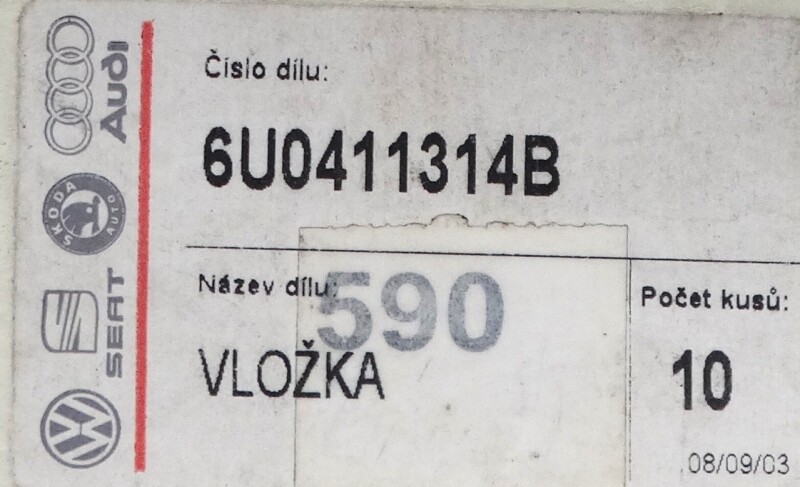 Audi
ŠKODA AUTO
SEAT
Číslo dílu:
6U0411314B
Název dílu:
590
VLOŽKA
Počet kusů:
10
08/09/03